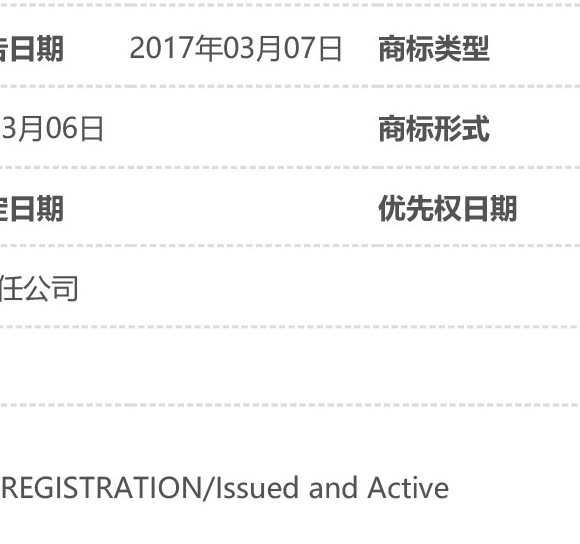 告日期 2017年03月07日 商标类型
3月06日 商标形式
定日期 优先权日期
任公司
REGISTRATION/Issued and Active